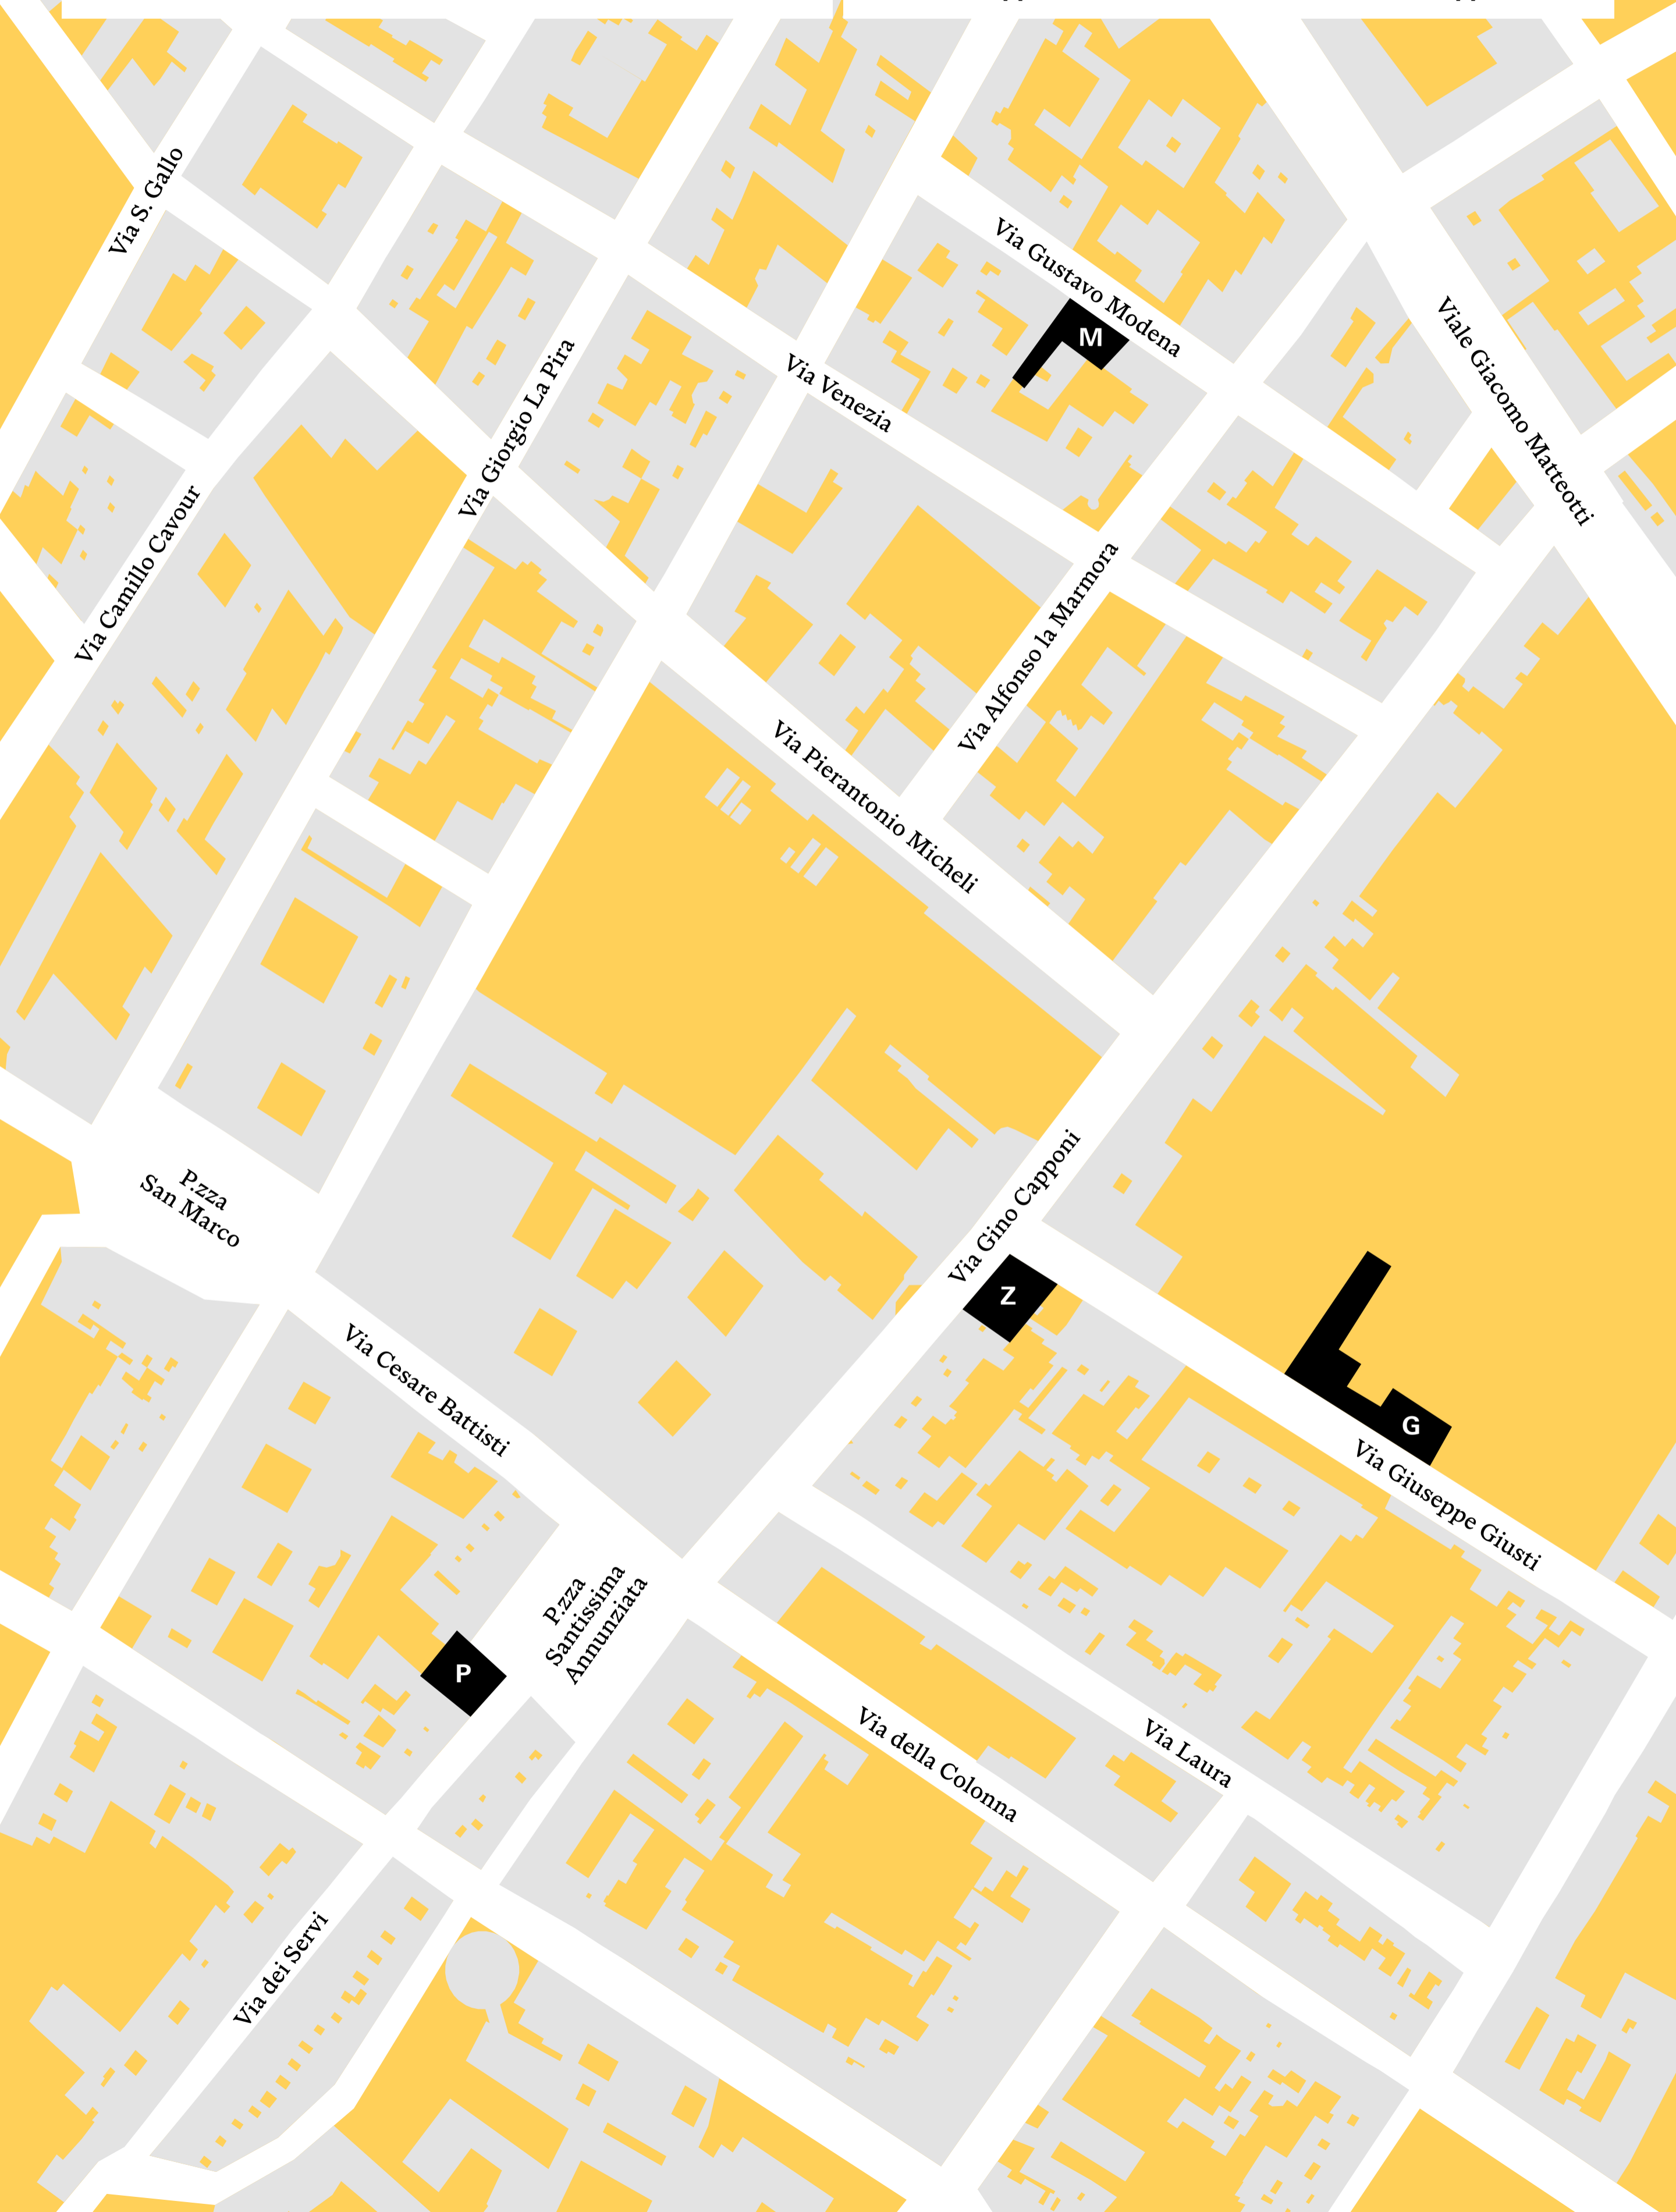 Via S. Gallo
Via Gustavo Modena
M
Viale Giacomo Matteotti
Via Giorgio La Pira
Via Venezia
Via Camillo Cavour
Via Alfonso la Marmora
Via Pierantonio Micheli
Via Gino Capponi
P.zza
San Marco
Z
Via Cesare Battisti
G
Via Giuseppe Giusti
P.zza
Santissima
Annunziata
P
Via della Colonna
Via Laura
Via dei Servi